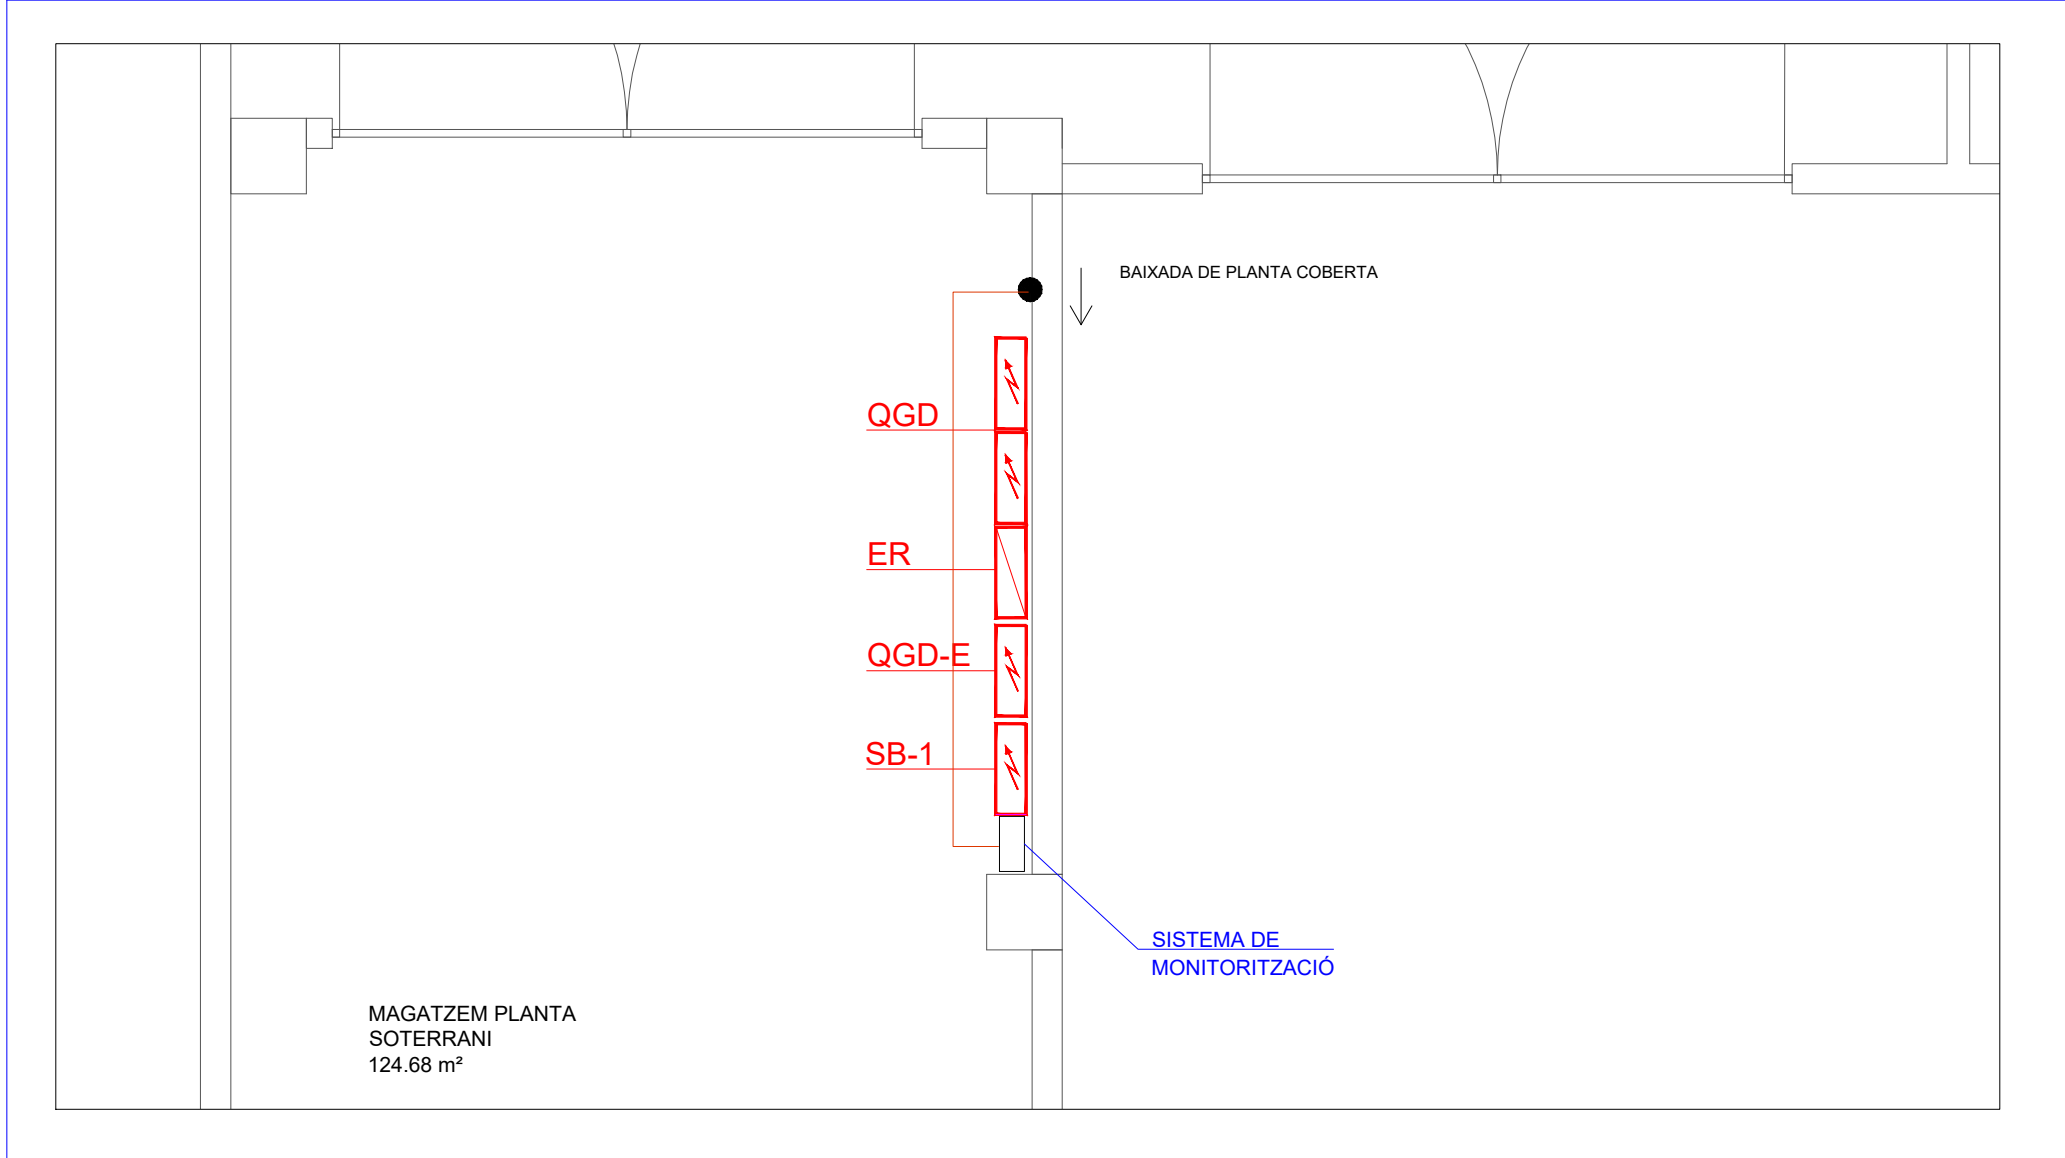 BAIXADA DE PLANTA COBERTA
QGD
ER
QGD-E
SB-1
SISTEMA DE
MONITORITZACIÓ
MAGATZEM PLANTA
SOTERRANI
124.68 m²